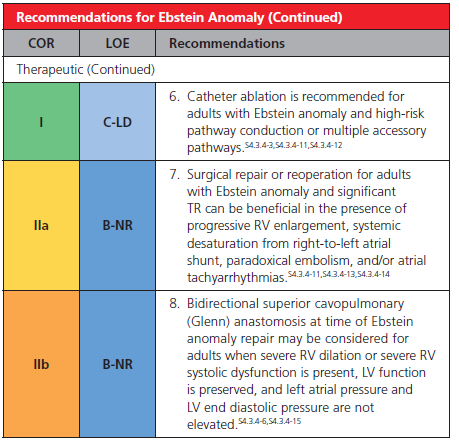 Recommendations for Ebstein Anomaly (Continued)
COR LOE Recommendations
Therapeutic (Continued)
I C-LD 6. Catheter ablation is recommended for
adults with Ebstein anomaly and high-risk
pathway conduction or multiple accessory
pathways.S4.3.4-3,S4.3.4-11,S4.3.4-12
7. Surgical repair or reoperation for adults
with Ebstein anomaly and significant
TR can be beneficial in the presence of
progressive RV enlargement, systemic
IIa B-NR desaturation from right-to-left atrial
shunt, paradoxical embolism, and/or atrial
tachyarrhythmias.S4.3.4-11,S4.3.4-13,S4.3.4-14
8. Bidirectional superior cavopulmonary
(Glenn) anastomosis at time of Ebstein
anomaly repair may be considered for
adults when severe RV dilation or severe RV
IIb B-NR systolic dysfunction is present, LV function
is preserved, and left atrial pressure and
LV end diastolic pressure are not
elevated.S4.3.4-6,S4.3.4-15